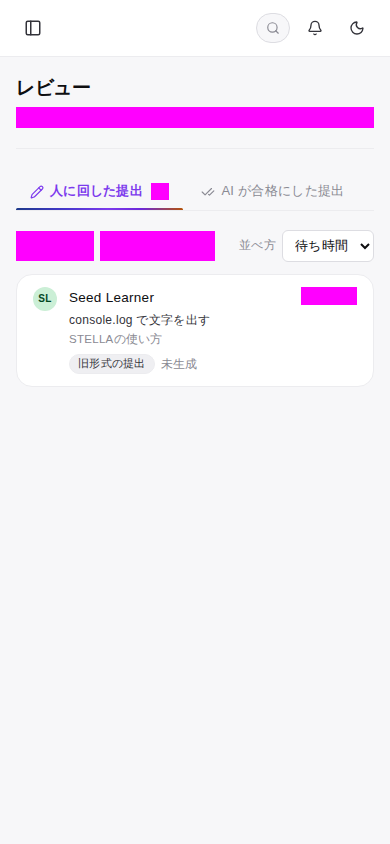 レビュー
人に回した提出
AI が合格にした提出
並べ方
待ち時間
SL
Seed Learner
console.log で文字を出す
STELLAの使い方
旧形式の提出
未生成